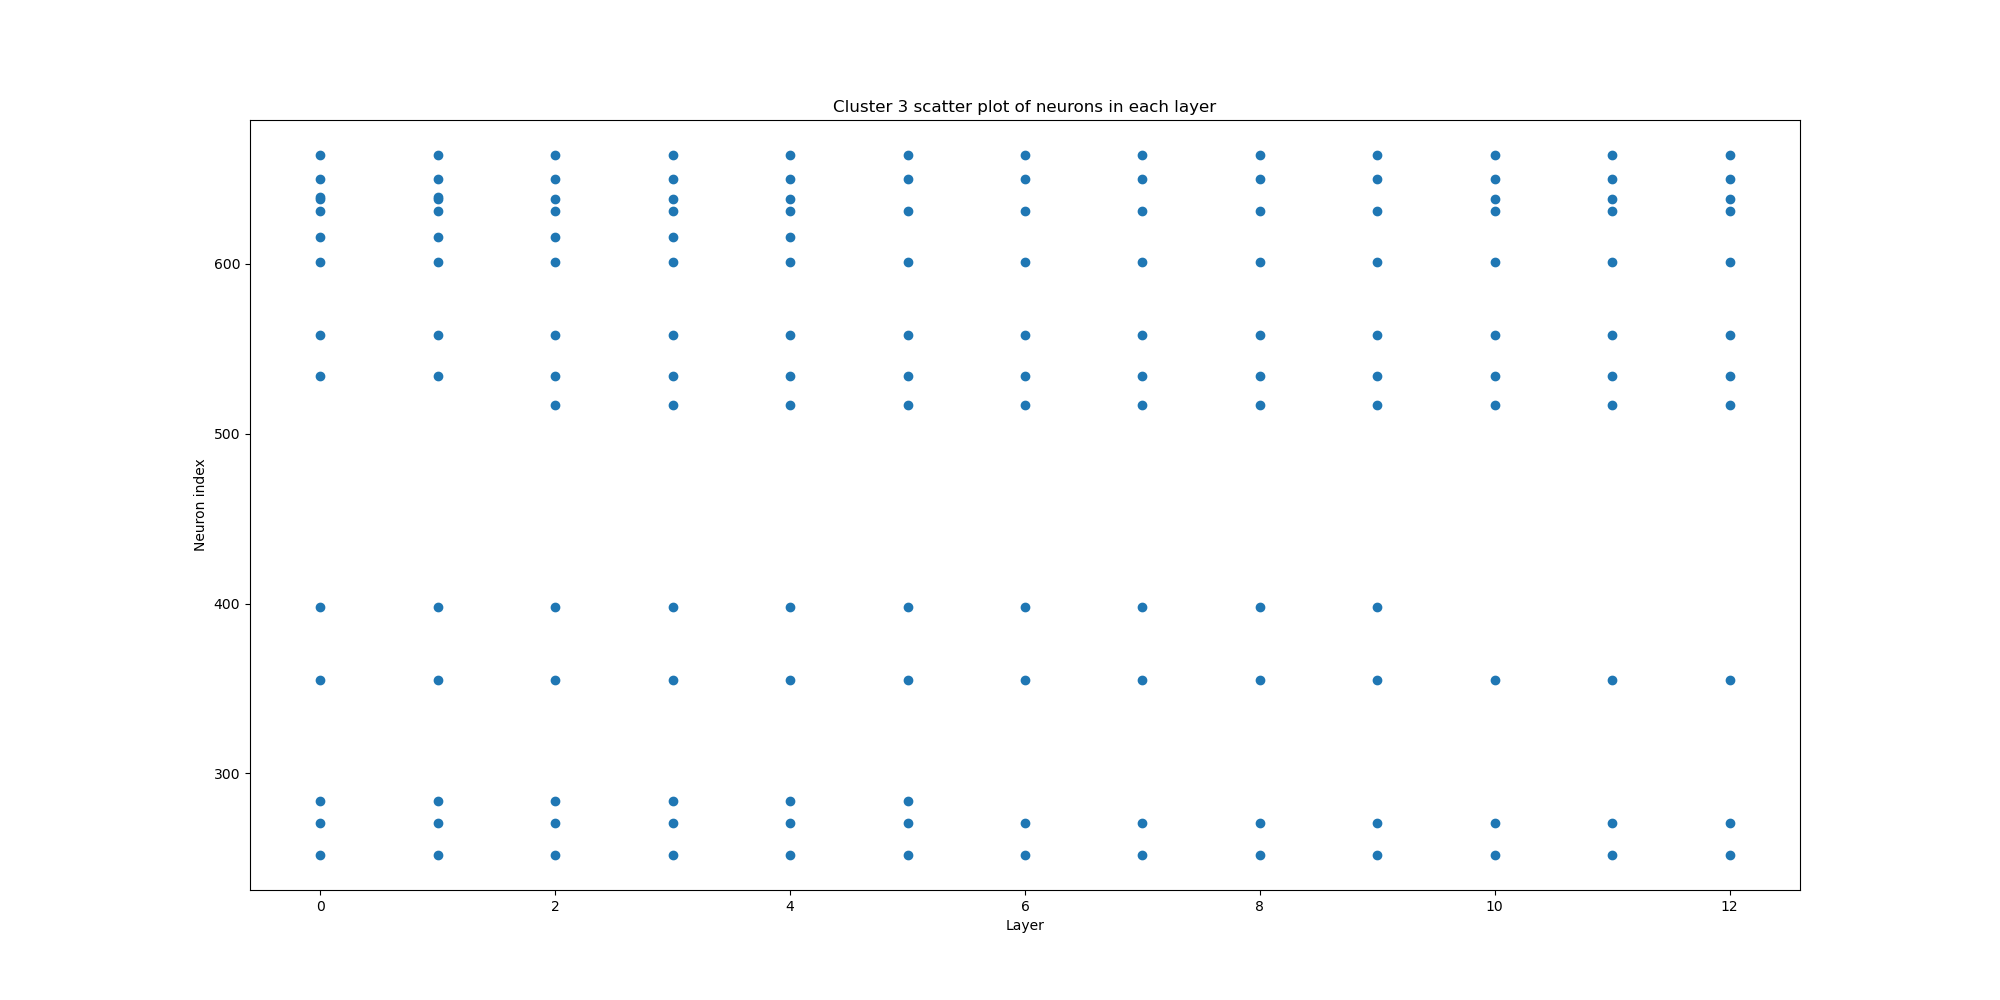 Cluster 3 scatter plot of neurons in each layer
600
500
400
300
Neuron index
0 2 4 6 8 10 12
Layer